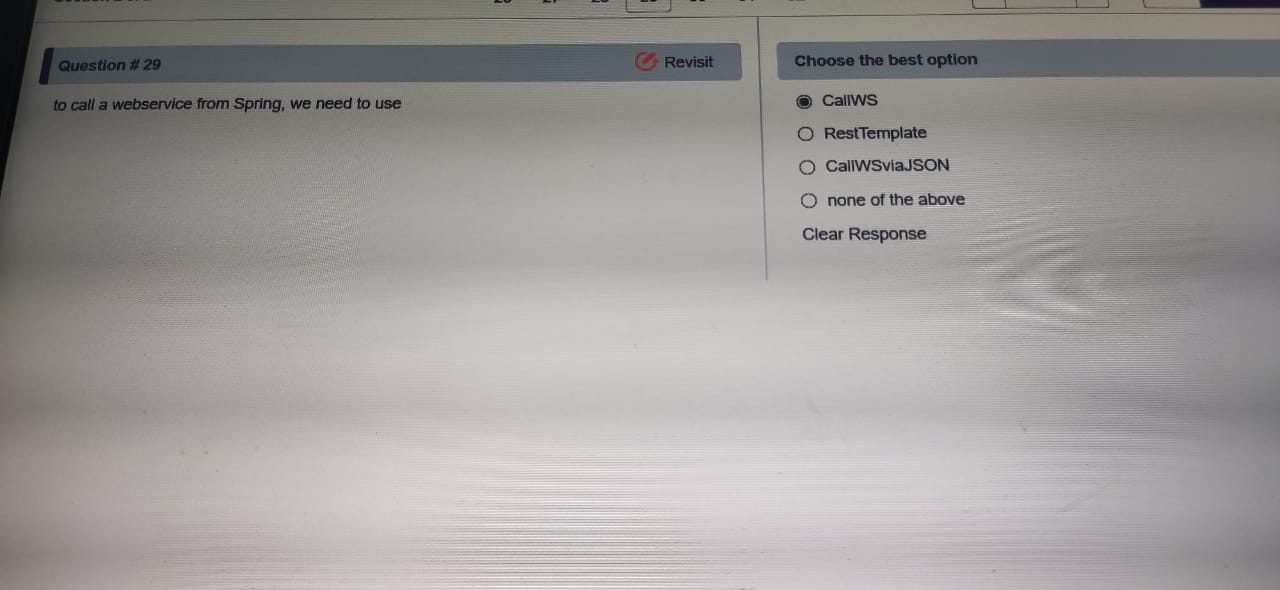 Question # 29
Revisit
to call a webservice from Spring, we need to use
Choose the best option
CallWS
RestTemplate
CallWSviaJSON
none of the above
Clear Response